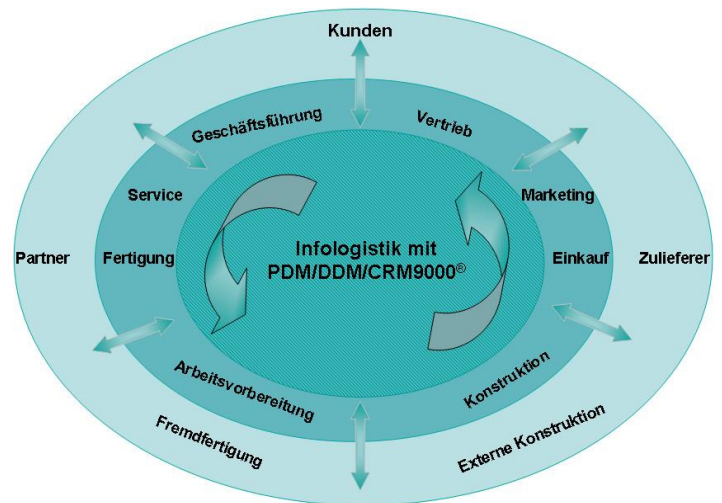 Kunden
Geschäftsführung
Vertrieb
Service
Marketing
Partner
Fertigung
Infologistik mit
PDM/DDM/CRM9000©
Einkauf
Zulieferer
Arbeitsvorbereitung
Konstruktion
Fremdfertigung
Externe Konstruktion